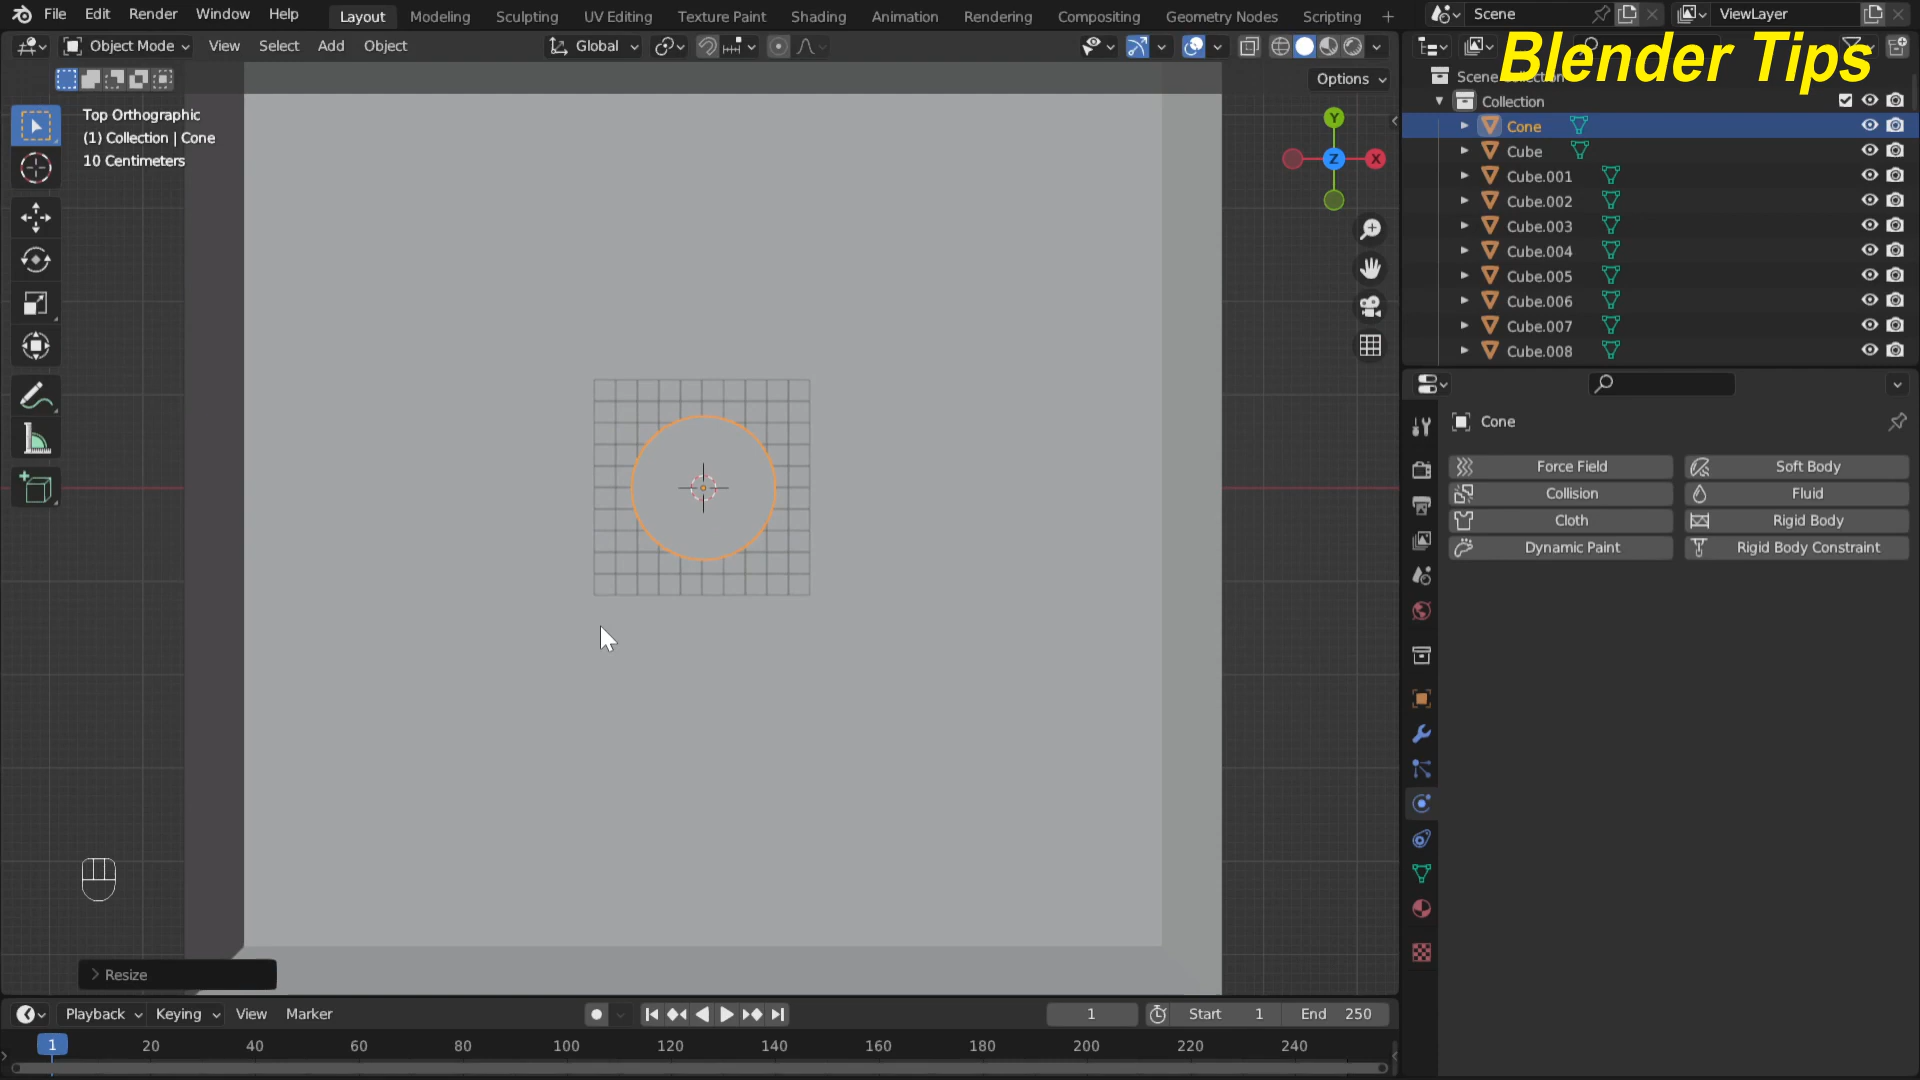 File Edit Render Window Help Layout Modeling Sculpting UV Editing Texture Paint Shading Animation Rendering Compositing Geometry Nodes Scripting + Scene ViewLayer
Object Mode View Select Add Object Global
Blender Tips
Options
Scene Collection
Collection
Top Orthographic
(1) Collection | Cone
10 Centimeters
Y
Z
X
Cone
Cube
Cube.001
Cube.002
Cube.003
Cube.004
Cube.005
Cube.006
Cube.007
Cube.008
Cone
Force Field Soft Body
Collision Fluid
Cloth Rigid Body
Dynamic Paint Rigid Body Constraint
Resize
Playback Keying View Marker 1 Start 1 End 250
1 20 40 60 80 100 120 140 160 180 200 220 240